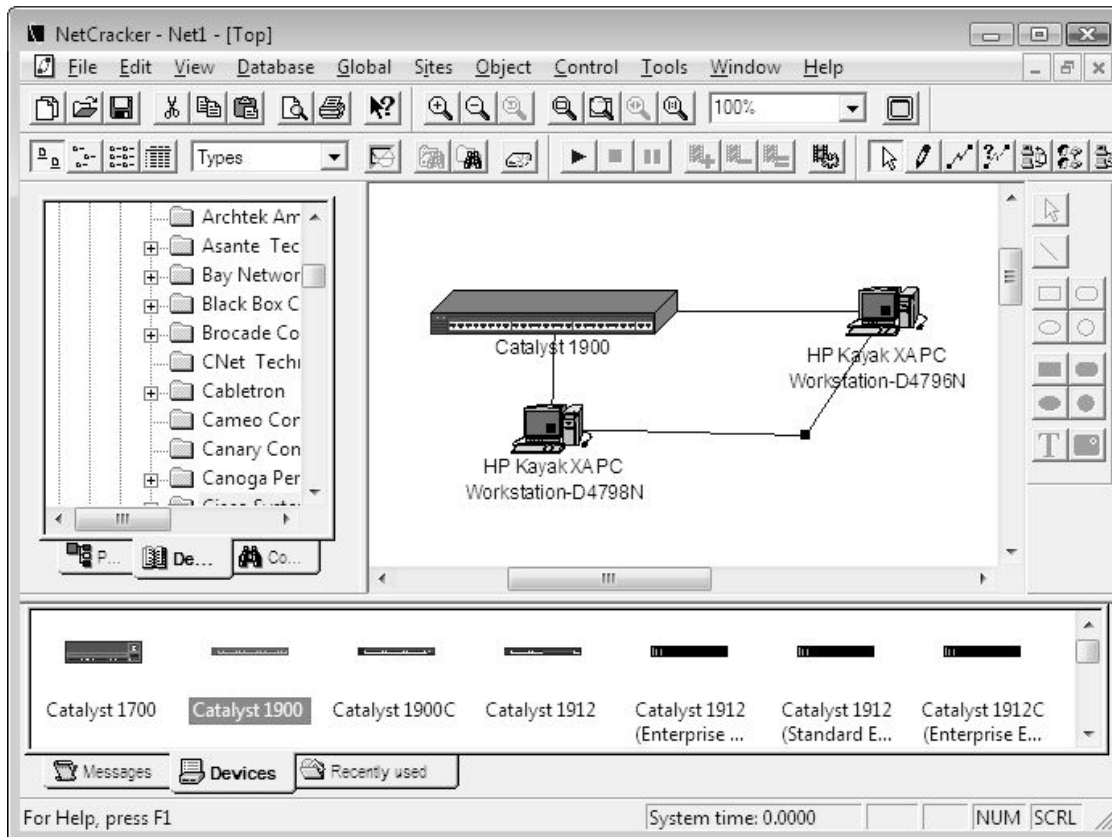 NetCracker - Net1 - [Top]
File Edit View Database Global Sites Object Control Tools Window Help
100%
Types
Archtek Am
Asante Tec
Bay Networ
Black Box C
Brocade Co
CNet Techi
Cabletron
Cameo Cor
Canary Con
Canoga Per
Cisco System
P... De... Co...
Catalyst 1900
HP Kayak XA PC
Workstation-D4796N
HP Kayak XA PC
Workstation-D4798N
Catalyst 1700
Catalyst 1900
Catalyst 1900C
Catalyst 1912
Catalyst 1912
(Enterprise ...
Catalyst 1912
(Standard E...
Catalyst 1912C
(Enterprise E...
Messages Devices Recently used
For Help, press F1 System time: 0.0000 NUM SCRL